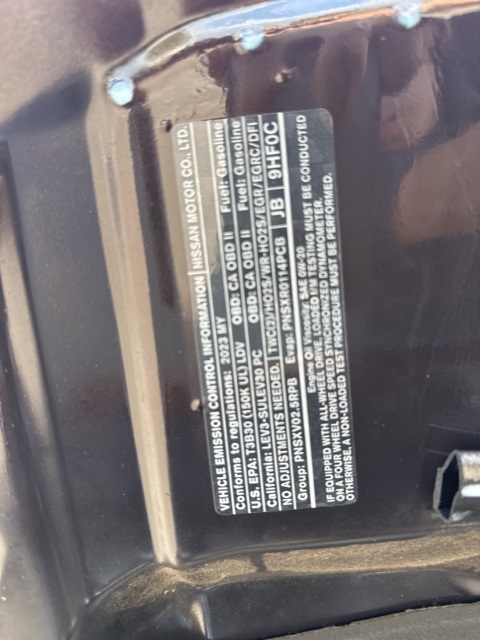 VEHICLE EMISSION CONTROL INFORMATION NISSAN MOTOR CO., LTD.
Conforms to regulations: 2023 MY
U.S. EPA: T3B30 (150K, UL) LDV OBD: CA OBD II Fuel: Gasoline
California: LEV3-SULEV30 PC OBD: CA OBD II Fuel: Gasoline
NO ADJUSTMENTS NEEDED. TWC(2)/HO2S/WR-HO2S/EGR/EGRC/DFI
Group: PNSXV02.5RPB Evap: PNSXR0114PCB JB 9HF0C
Engine Oil Viscosity: SAE 0W-20
IF EQUIPPED WITH ALL-WHEEL DRIVE, LOADED I/M TESTING MUST BE CONDUCTED
ON A FOUR WHEEL DRIVE SPEED SYNCHRONIZED DYNAMOMETER.
OTHERWISE, A NON-LOADED TEST PROCEDURE MUST BE PERFORMED.